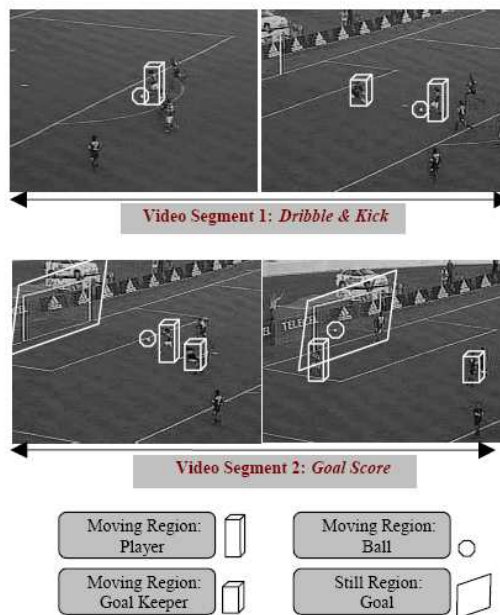 Video Segment 1: Dribble & Kick
TELEC
Video Segment 2: Goal Score
Moving Region:
Player
Moving Region:
Ball
Moving Region:
Goal Keeper
Still Region:
Goal